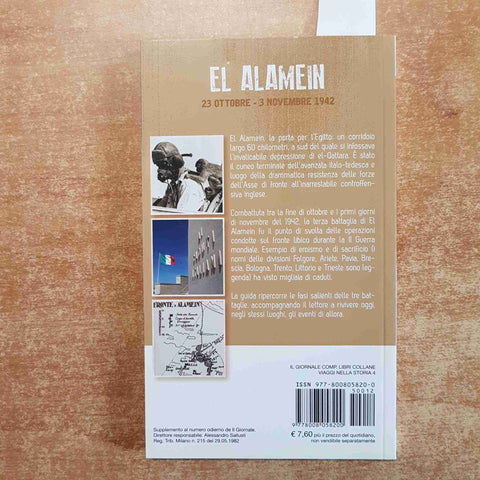 EL ALAMEIN
23 OTTOBRE - 3 NOVEMBRE 1942
El Alamein, la porta per l'Egitto: un corridoio
largo 60 chilometri, a sud del quale si infossava
l'invalicabile depressione di el-Qattara. È stato
il cuneo terminale dell'avanzata italo-tedesca e
luogo della drammatica resistenza delle forze
dell'Asse di fronte all'inarrestabile controffen-
siva inglese.
Combattuta tra la fine di ottobre e i primi giorni
di novembre del 1942, la terza battaglia di El
Alamein fu il punto di svolta delle operazioni
condotte sul fronte libico durante la II Guerra
mondiale. Esempio di eroismo e di sacrificio (i
nomi delle divisioni Folgore, Ariete, Pavia, Bre-
scia, Bologna, Trento, Littorio e Trieste sono leg-
genda) ha visto migliaia di caduti.
La guida ripercorre le fasi salienti delle tre bat-
taglie, accompagnando il lettore a rivivere oggi,
negli stessi luoghi, gli eventi di allora.
FRONTE di ALAMEIN
IL GIORNALE COMP. LIBRI COLLANE
VIAGGI NELLA STORIA 4
ISSN 977-800805820-0
50012
9 778008 058200
€ 7,60 più il prezzo del quotidiano,
non vendibile separatamente
Supplemento al numero odierno de Il Giornale.
Direttore responsabile: Alessandro Sallusti
Reg. Trib. Milano n. 215 del 29.05.1982